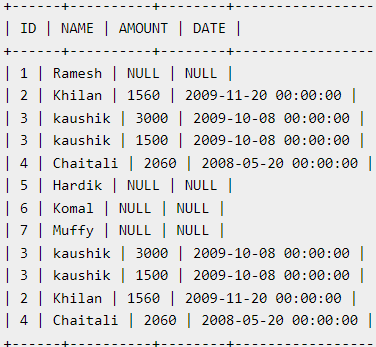 +------+----------+--------+-----------------
| ID | NAME | AMOUNT | DATE |
+------+----------+--------+-----------------
| 1 | Ramesh | NULL | NULL |
| 2 | Khilan | 1560 | 2009-11-20 00:00:00 |
| 3 | kaushik | 3000 | 2009-10-08 00:00:00 |
| 3 | kaushik | 1500 | 2009-10-08 00:00:00 |
| 4 | Chaitali | 2060 | 2008-05-20 00:00:00 |
| 5 | Hardik | NULL | NULL |
| 6 | Komal | NULL | NULL |
| 7 | Muffy | NULL | NULL |
| 3 | kaushik | 3000 | 2009-10-08 00:00:00 |
| 3 | kaushik | 1500 | 2009-10-08 00:00:00 |
| 2 | Khilan | 1560 | 2009-11-20 00:00:00 |
| 4 | Chaitali | 2060 | 2008-05-20 00:00:00 |
+------+----------+--------+-----------------